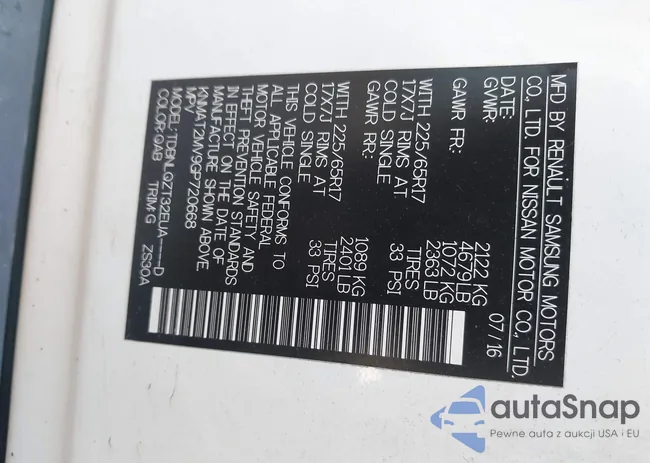 MFD BY RENAULT SAMSUNG MOTORS
CO., LTD. FOR NISSAN MOTOR CO., LTD.
DATE: 07/16
GVWR: 2122 KG
4679 LB
GAWR FR: 1072 KG
2363 LB
WITH 225/65R17 TIRES
17X7J RIMS AT 33 PSI
COLD SINGLE
GAWR RR: 1089 KG
2401 LB
WITH 225/65R17 TIRES
17X7J RIMS AT 33 PSI
COLD SINGLE
THIS VEHICLE CONFORMS TO
ALL APPLICABLE FEDERAL
MOTOR VEHICLE SAFETY AND
THEFT PREVENTION STANDARDS
IN EFFECT ON THE DATE OF
MANUFACTURE SHOWN ABOVE.
KNMAT2MV9GP720668
MPV
MODEL: TDBNLQZT32EUA----D
COLOR: QAB TRIM: G ZS30A
autaSnap
Pewne auta z aukcji USA i EU